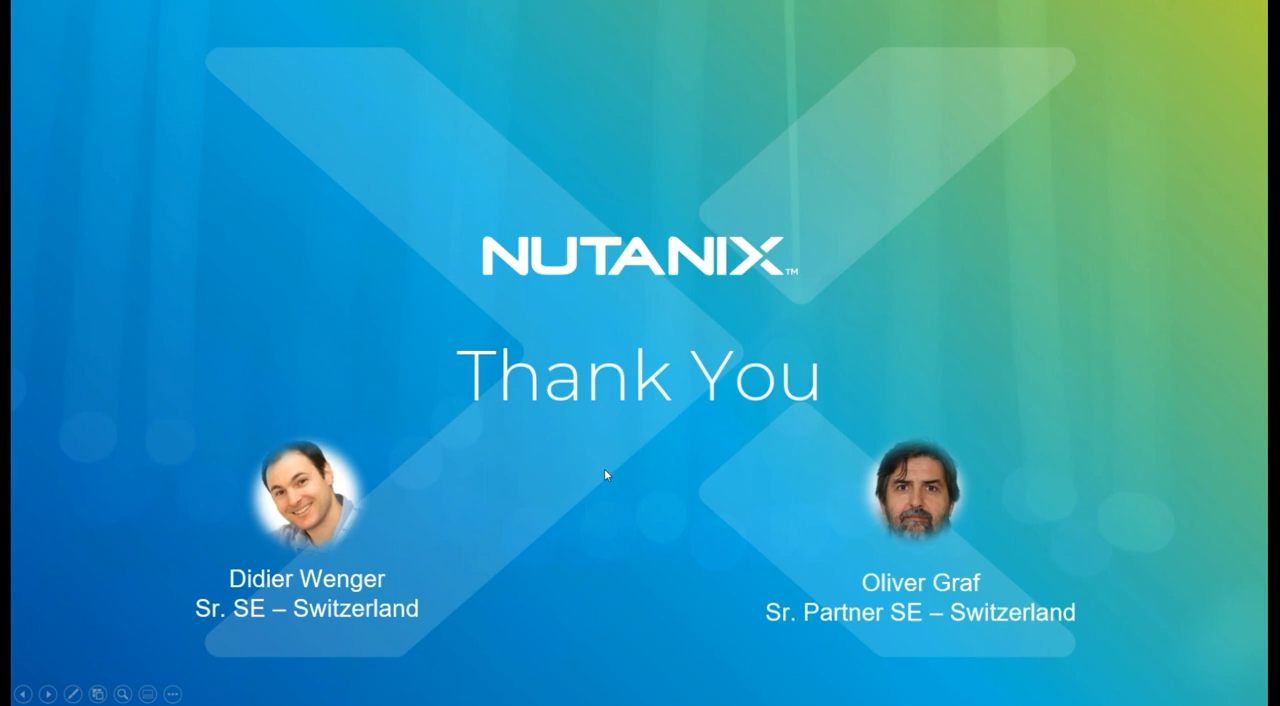 NUTANIX™
Thank You
Didier Wenger
Sr. SE – Switzerland
Oliver Graf
Sr. Partner SE – Switzerland